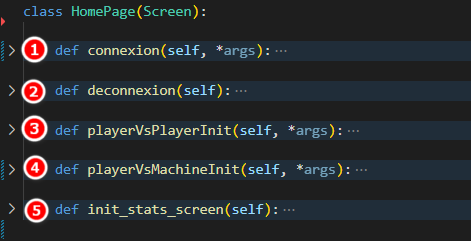 class HomePage(Screen):
1 def connexion(self, *args): ···
2 def deconnexion(self): ···
3 def playerVsPlayerInit(self, *args): ···
4 def playerVsMachineInit(self, *args): ···
5 def init_stats_screen(self): ···